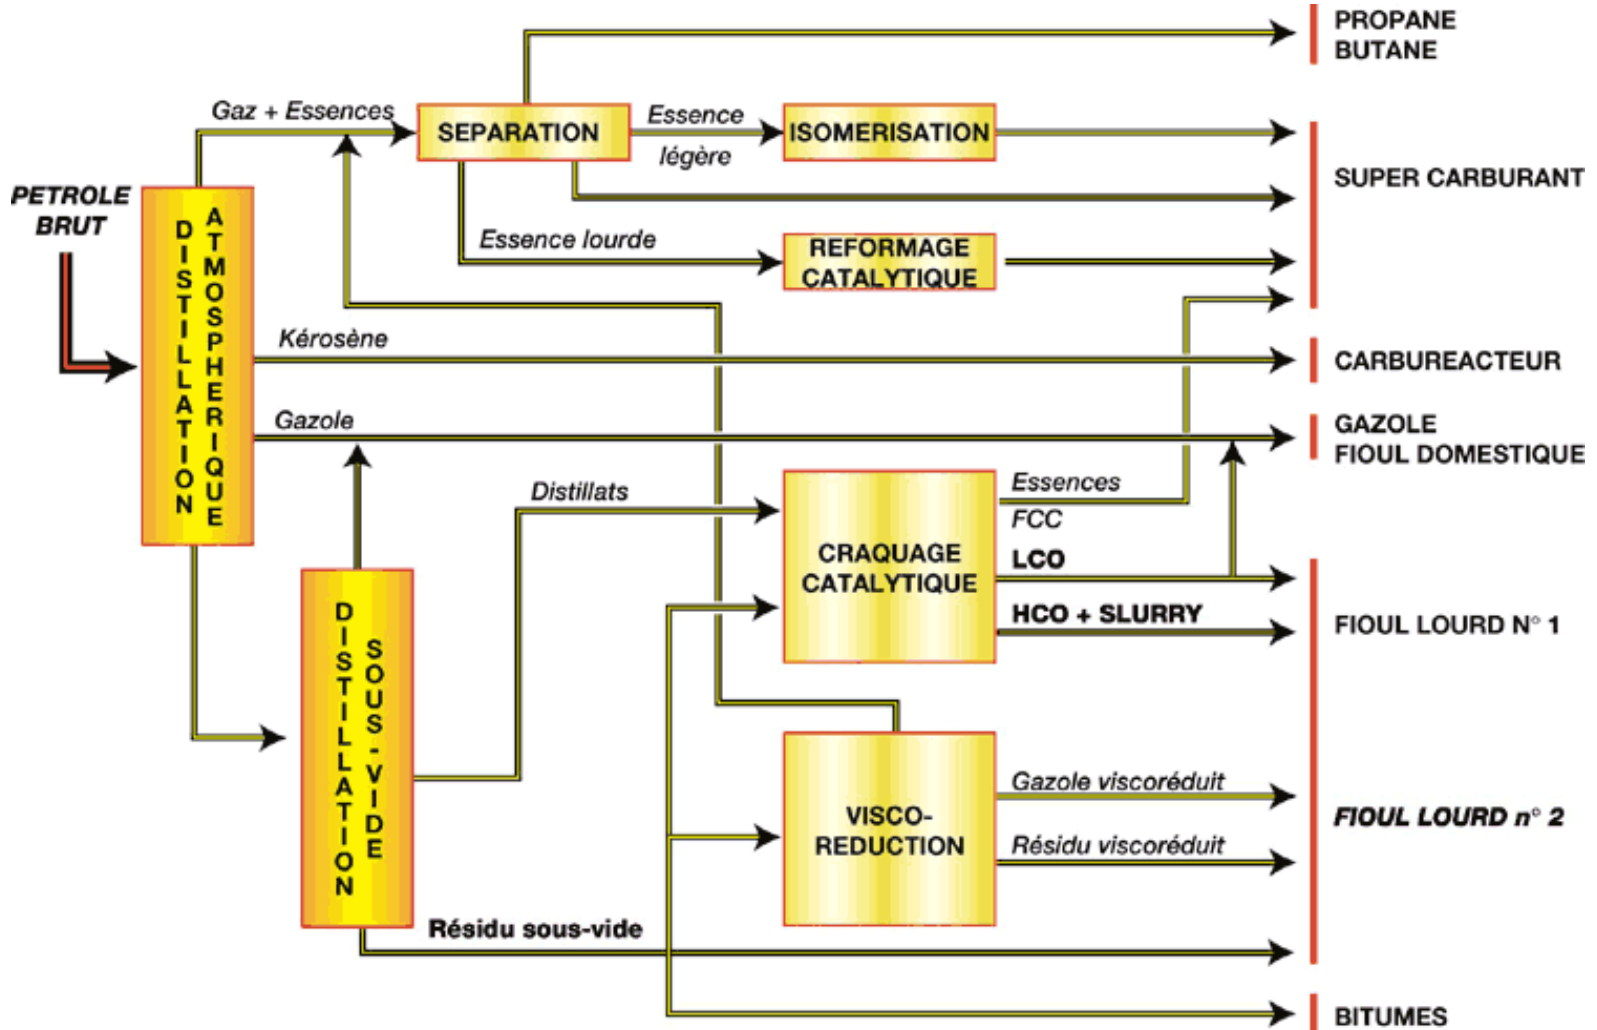 PROPANE
BUTANE
Gaz + Essences
SEPARATION
Essence
légère
ISOMERISATION
SUPER CARBURANT
PETROLE
BRUT
DISTILLATION
ATMOSPHERIQUE
Essence lourde
REFORMAGE
CATALYTIQUE
Kérosène
CARBUREACTEUR
Gazole
GAZOLE
FIOUL DOMESTIQUE
Distillats
CRAQUAGE
CATALYTIQUE
Essences
FCC
LCO
HCO + SLURRY
FIOUL LOURD N° 1
DISTILLATION
SOUS-VIDE
VISCO-
REDUCTION
Gazole viscoréduit
Résidu viscoréduit
FIOUL LOURD n° 2
Résidu sous-vide
BITUMES